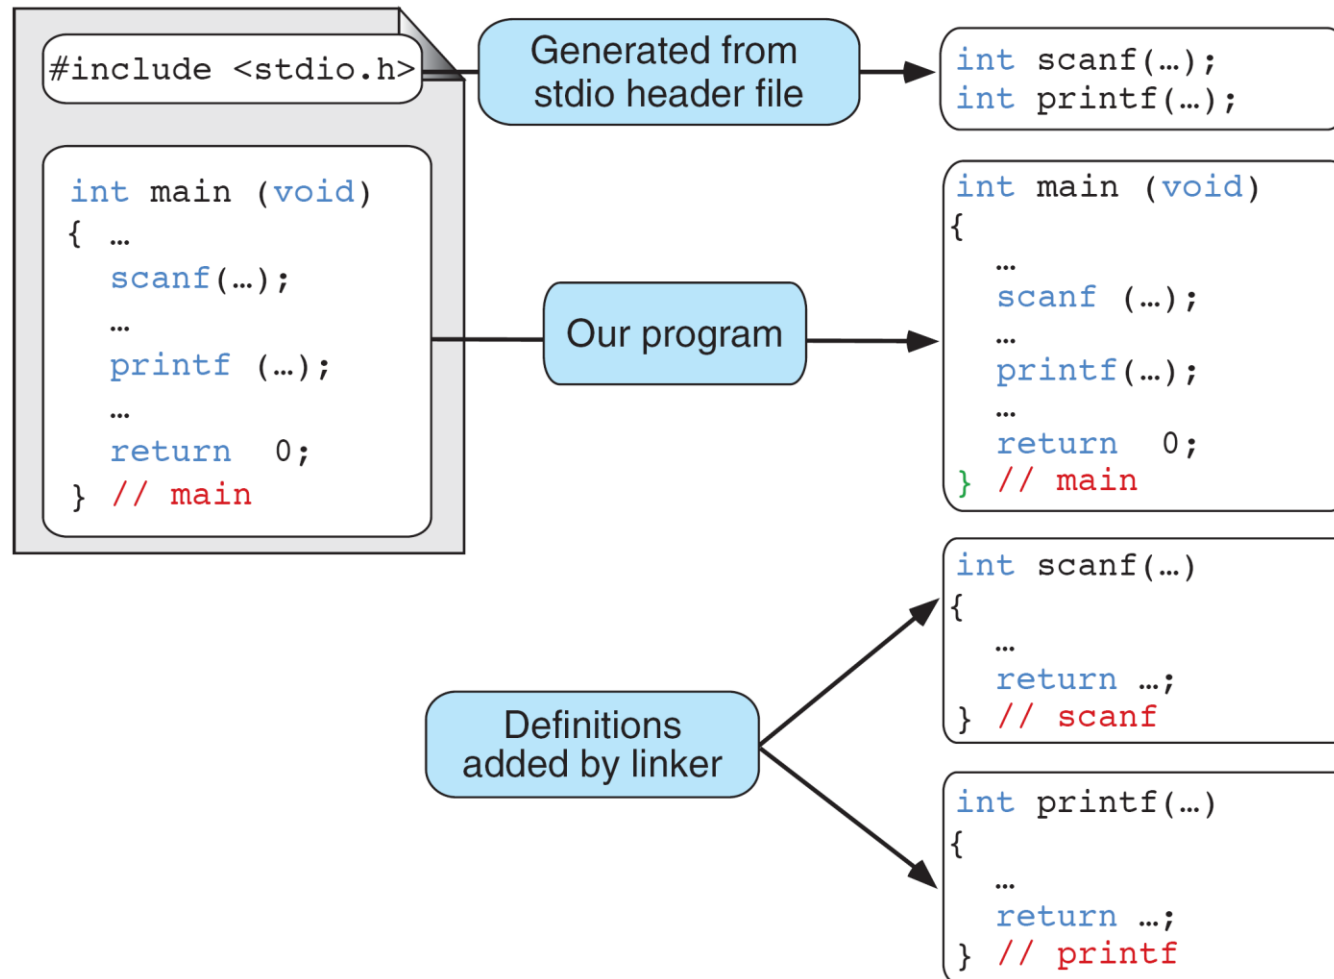 #include <stdio.h>
int main (void)
{ …
scanf(…);
…
printf (…);
…
return 0;
} // main
Generated from
stdio header file
Our program
Definitions
added by linker
int scanf(…);
int printf(…);
int main (void)
{
…
scanf (…);
…
printf(…);
…
return 0;
} // main
int scanf(…)
{
…
return …;
} // scanf
int printf(…)
{
…
return …;
} // printf